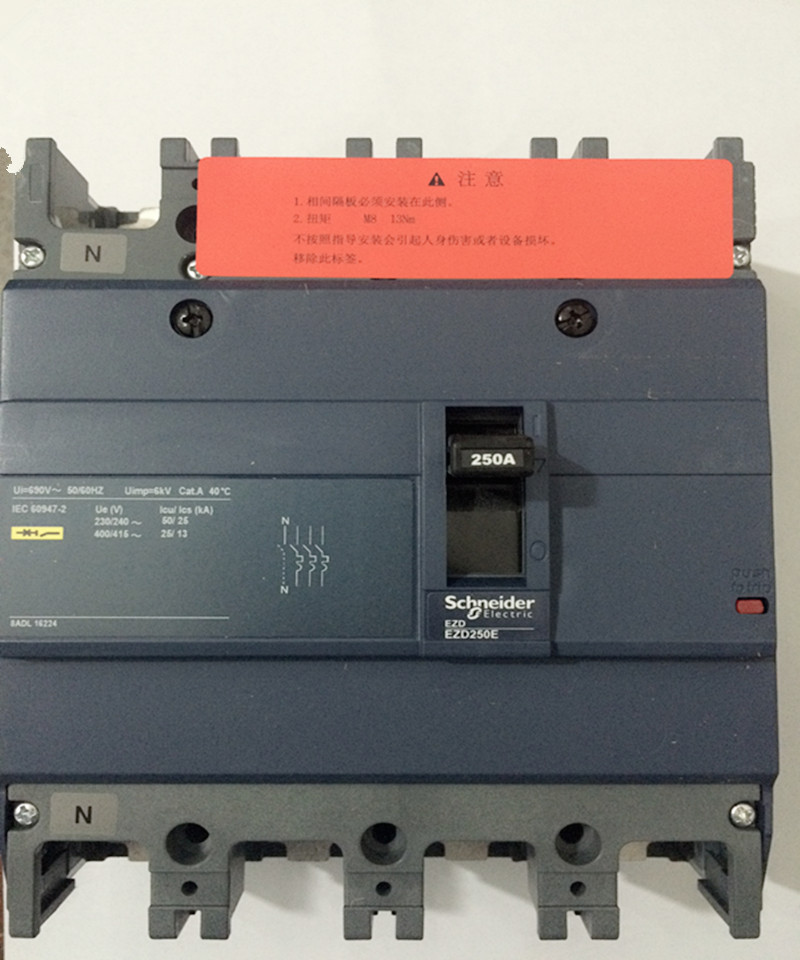 ⚠ 注意
1.相间隔板必须安装在此侧。
2.扭矩 M8 13Nm
不按照指导安装会引起人身伤害或者设备损坏。
移除此标签。
N
250A
Ui=690V~ 50/60HZ Uimp=6kV Cat.A 40℃
IEC 60947-2 Ue (V) Icu/ Ics (kA)
230/240 ~ 50/ 25
400/415 ~ 25/ 13
N
N
8ADL 16224
Schneider
Electric
EZD
EZD250E
push
N